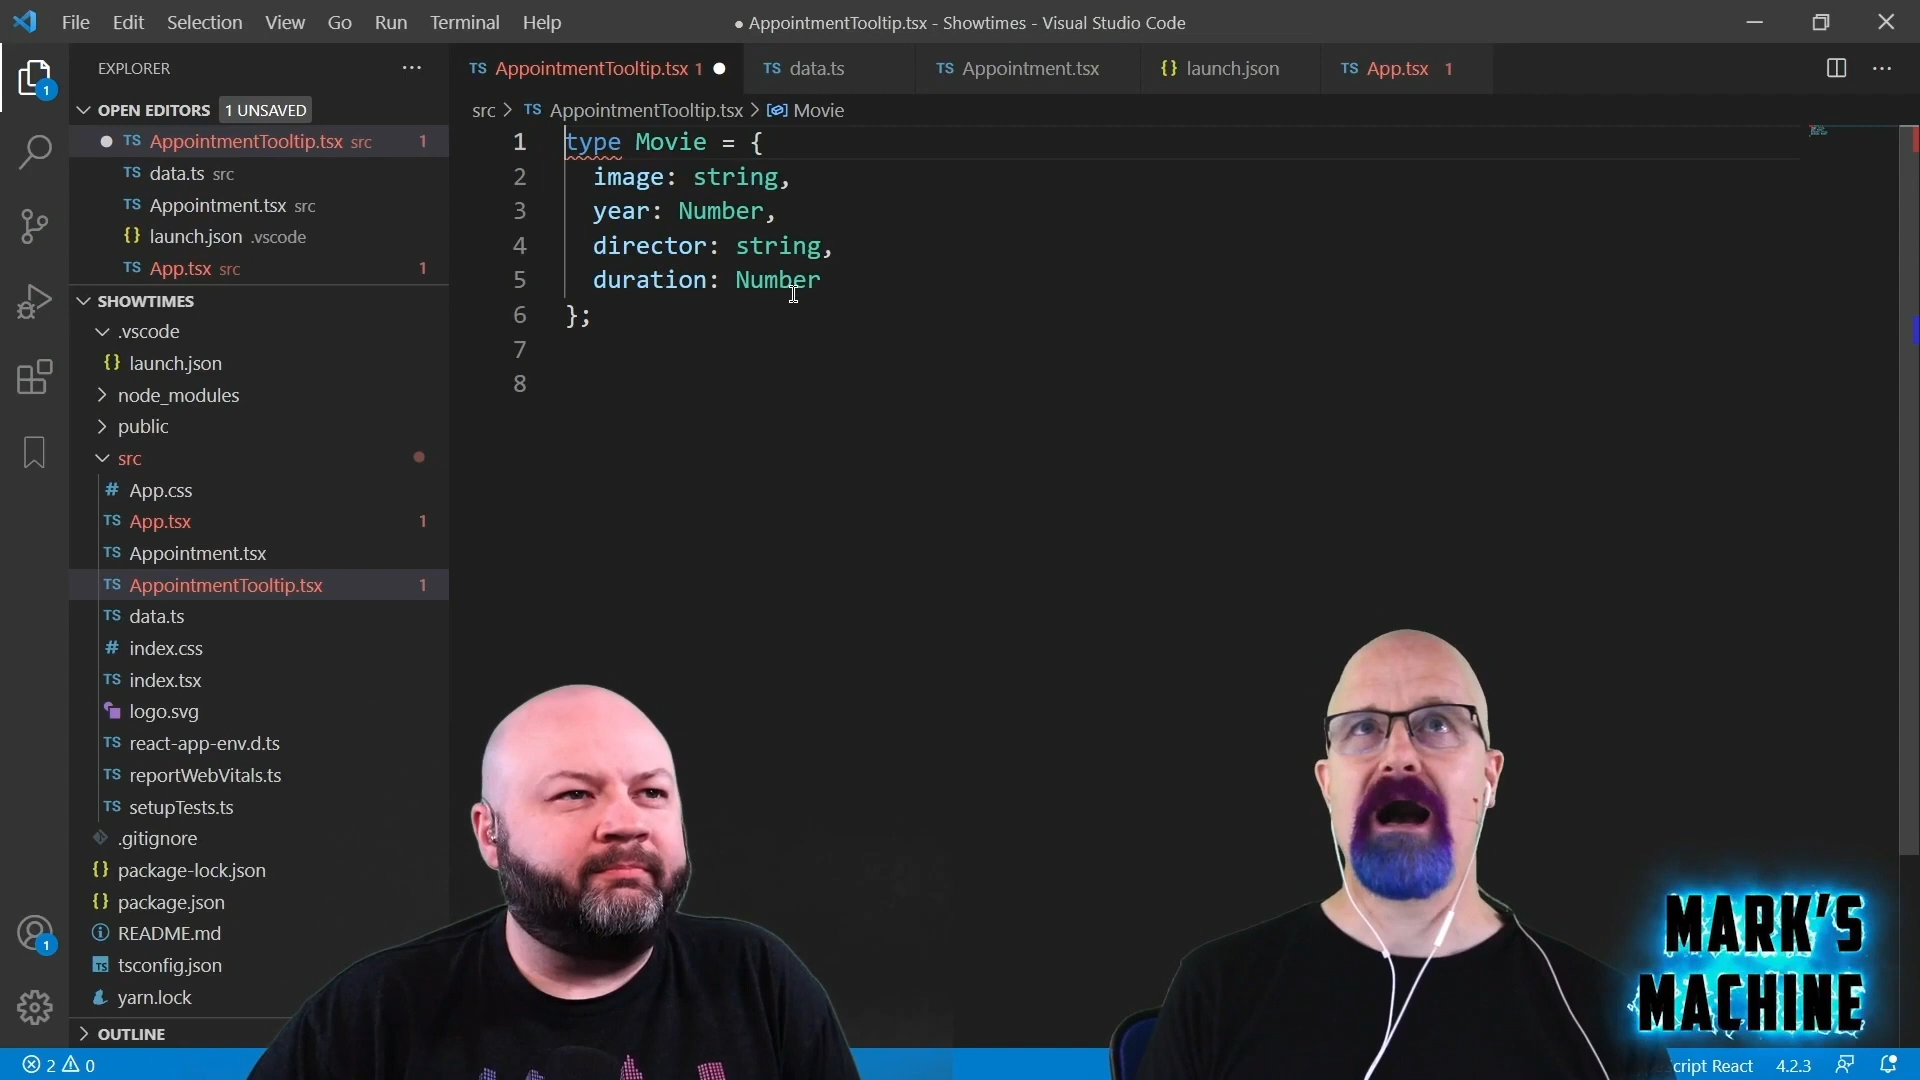 File Edit Selection View Go Run Terminal Help
● AppointmentTooltip.tsx - Showtimes - Visual Studio Code
1
EXPLORER
OPEN EDITORS 1 UNSAVED
TS AppointmentTooltip.tsx src 1
TS data.ts src
TS Appointment.tsx src
{} launch.json .vscode
TS App.tsx src 1
SHOWTIMES
.vscode
{} launch.json
node_modules
public
src
# App.css
TS App.tsx 1
TS Appointment.tsx
TS AppointmentTooltip.tsx 1
TS data.ts
# index.css
TS index.tsx
logo.svg
TS react-app-env.d.ts
TS reportWebVitals.ts
TS setupTests.ts
.gitignore
{} package-lock.json
{} package.json
README.md
TS tsconfig.json
yarn.lock
OUTLINE
1
TS AppointmentTooltip.tsx 1
TS data.ts
TS Appointment.tsx
{} launch.json
TS App.tsx 1
src > TS AppointmentTooltip.tsx > Movie
1 type Movie = {
2 image: string,
3 year: Number,
4 director: string,
5 duration: Number
6 };
7
8
MARK'S
MACHINE
2 0
cript React 4.2.3